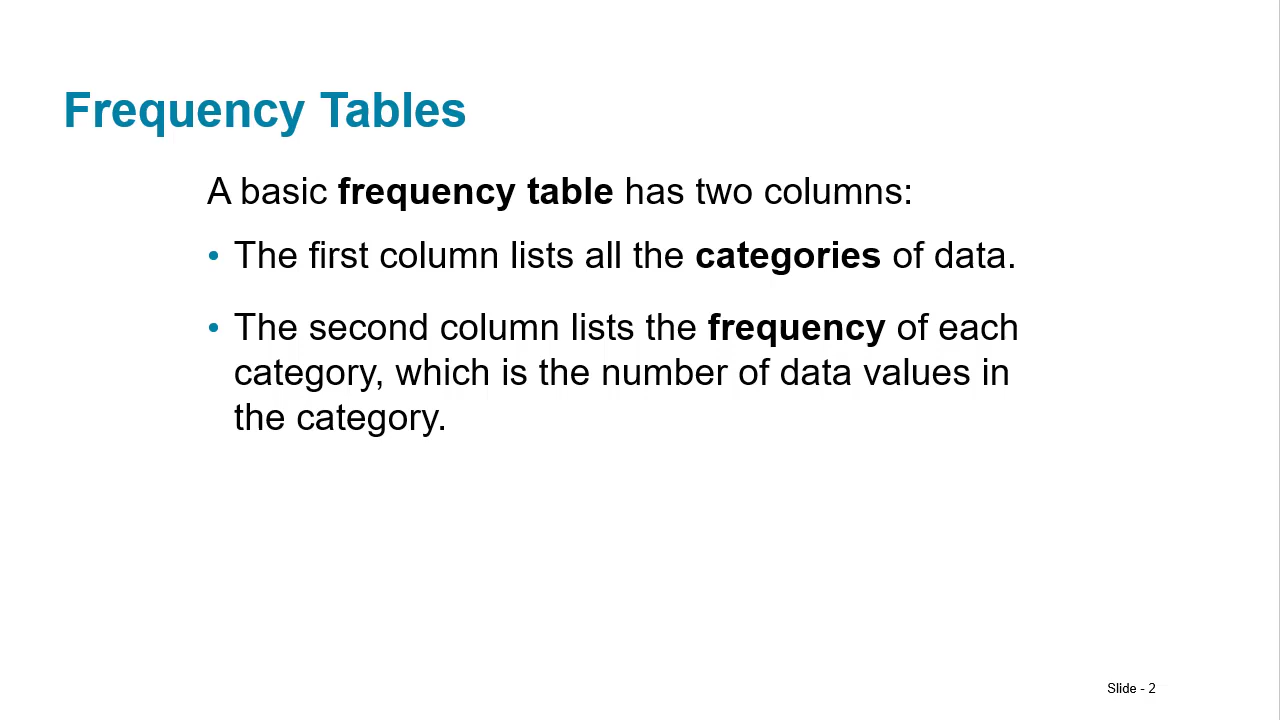 Frequency Tables
A basic frequency table has two columns:
• The first column lists all the categories of data.
• The second column lists the frequency of each
category, which is the number of data values in
the category.
Slide - 2